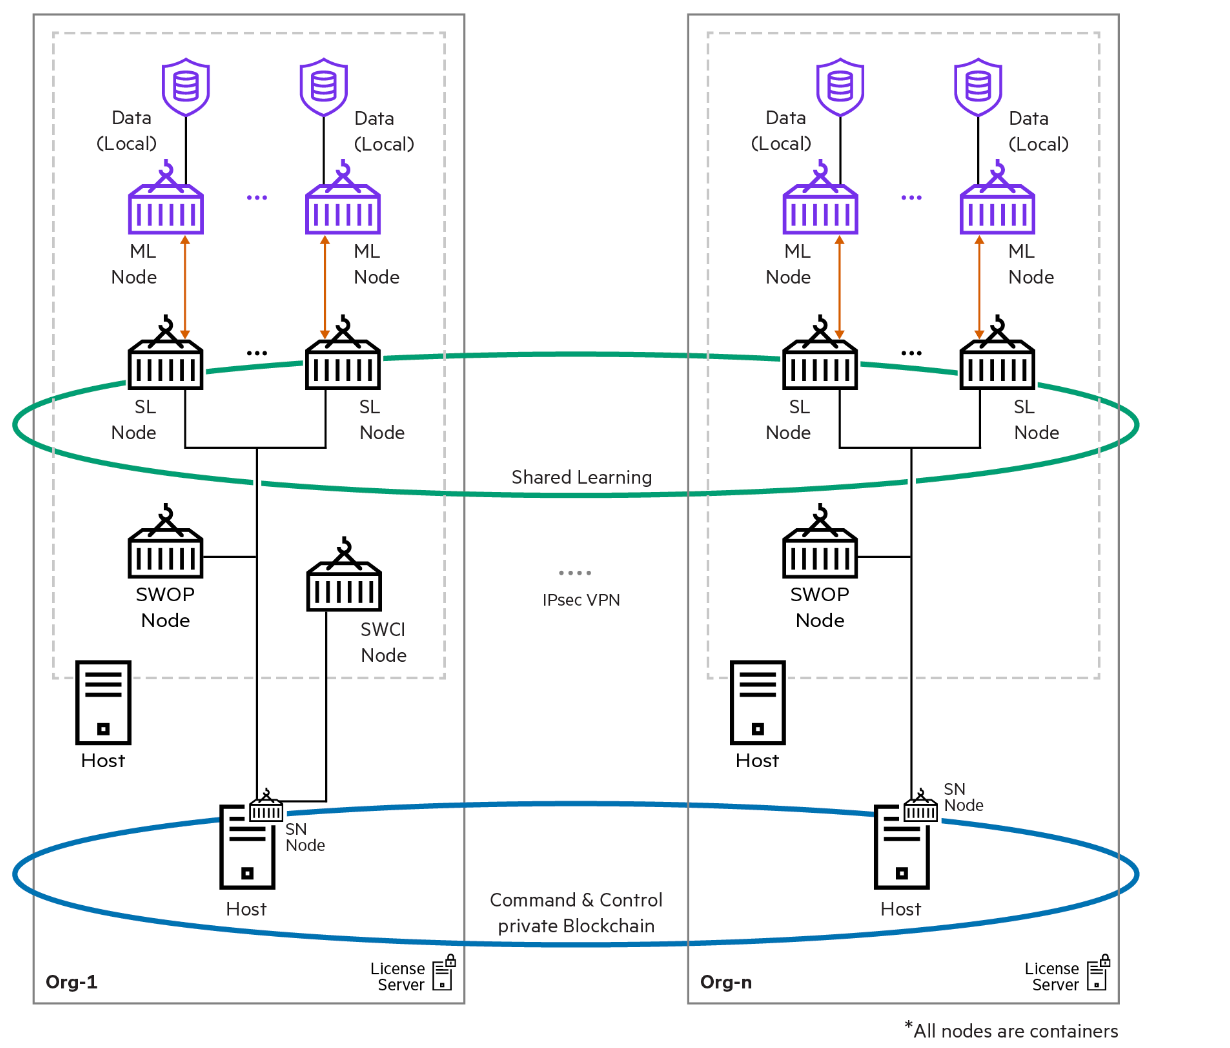 Data
(Local)
Data
(Local)
Data
(Local)
Data
(Local)
...
...
ML
Node
ML
Node
ML
Node
ML
Node
...
...
SL
Node
SL
Node
SL
Node
SL
Node
Shared Learning
SWOP
Node
SWCI
Node
....
IPsec VPN
SWOP
Node
Host
Host
SN
Node
SN
Node
Host
Host
Command & Control
private Blockchain
Org-1
License
Server
Org-n
License
Server
*All nodes are containers